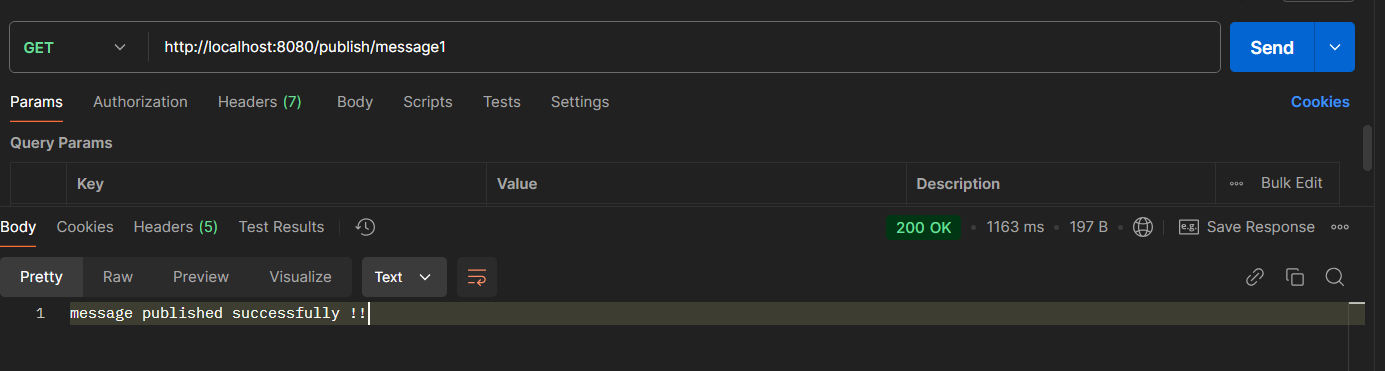 GET http://localhost:8080/publish/message1 Send
Params Authorization Headers (7) Body Scripts Tests Settings Cookies
Query Params
Key Value Description Bulk Edit
Body Cookies Headers (5) Test Results 200 OK 1163 ms 197 B e.g. Save Response
Pretty Raw Preview Visualize Text
1 message published successfully !!